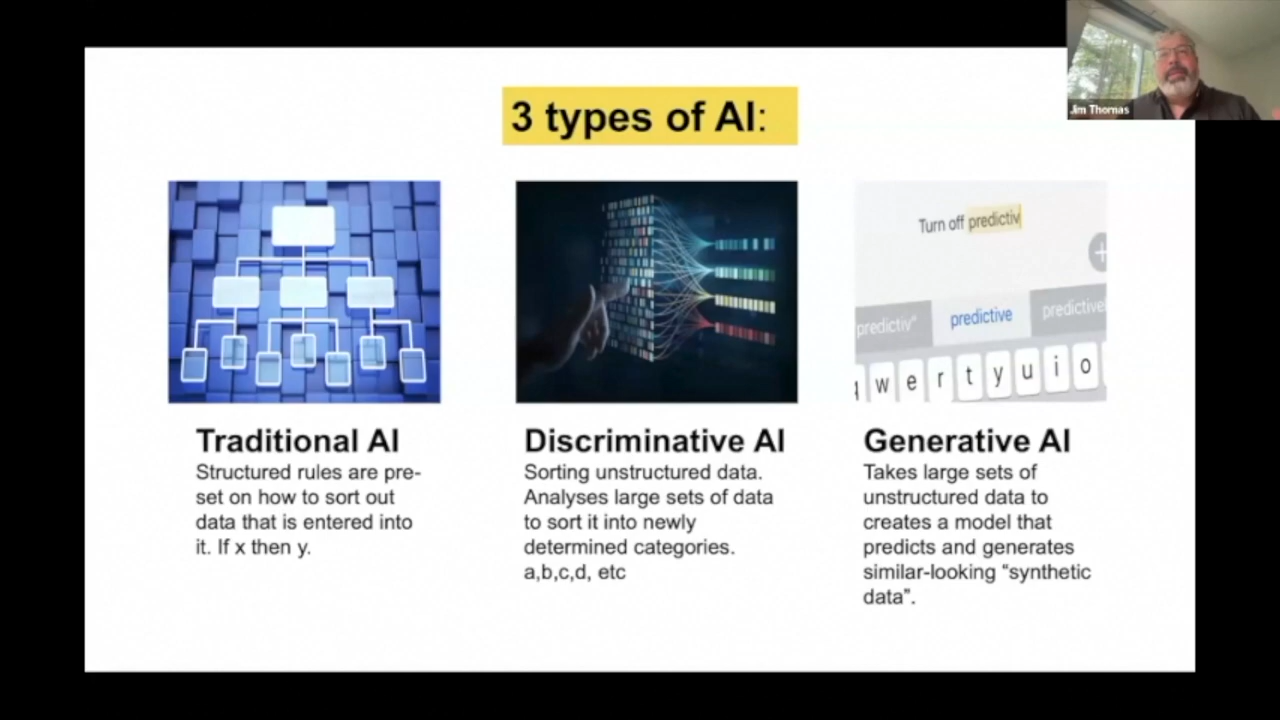 Jim Thomas
3 types of AI:
Turn off predictiv
predictiv"
predictive
predictive
w e r t y u i o
Traditional AI
Structured rules are pre-
set on how to sort out
data that is entered into
it. If x then y.
Discriminative AI
Sorting unstructured data.
Analyses large sets of data
to sort it into newly
determined categories.
a,b,c,d, etc
Generative AI
Takes large sets of
unstructured data to
creates a model that
predicts and generates
similar-looking “synthetic
data”.